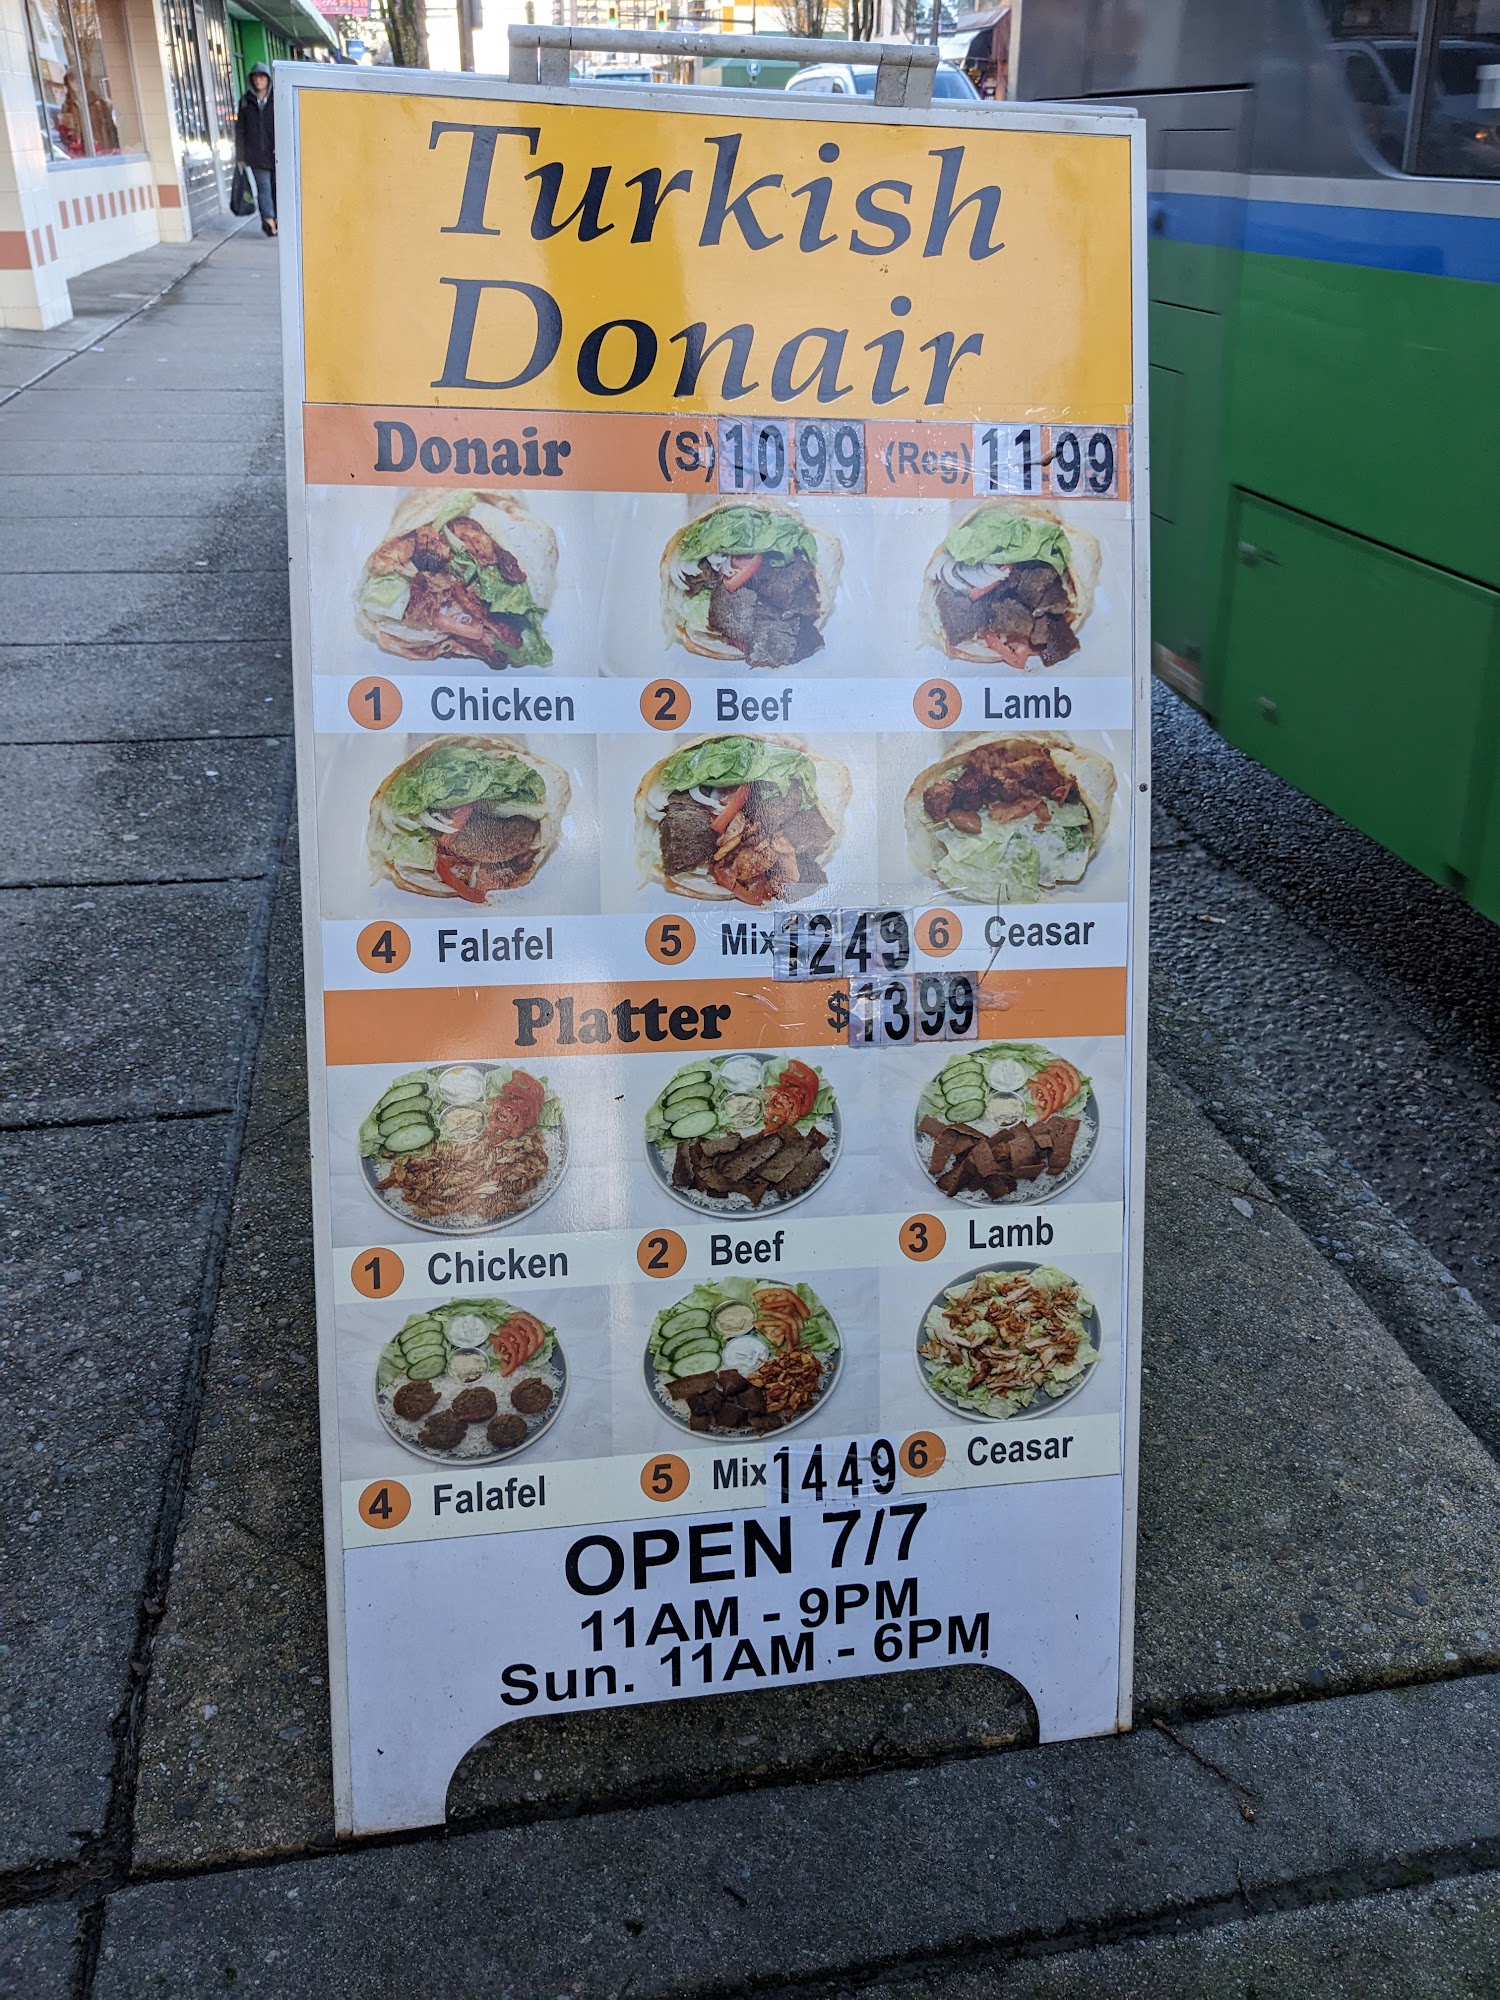 Turkish
Donair
Donair (S) 10.99 (Reg) 11.99
1 Chicken 2 Beef 3 Lamb
4 Falafel 5 Mix 12 49 6 Ceasar
Platter $ 13 99
1 Chicken 2 Beef 3 Lamb
4 Falafel 5 Mix 14 49 6 Ceasar
OPEN 7/7
11AM - 9PM
Sun. 11AM - 6PM